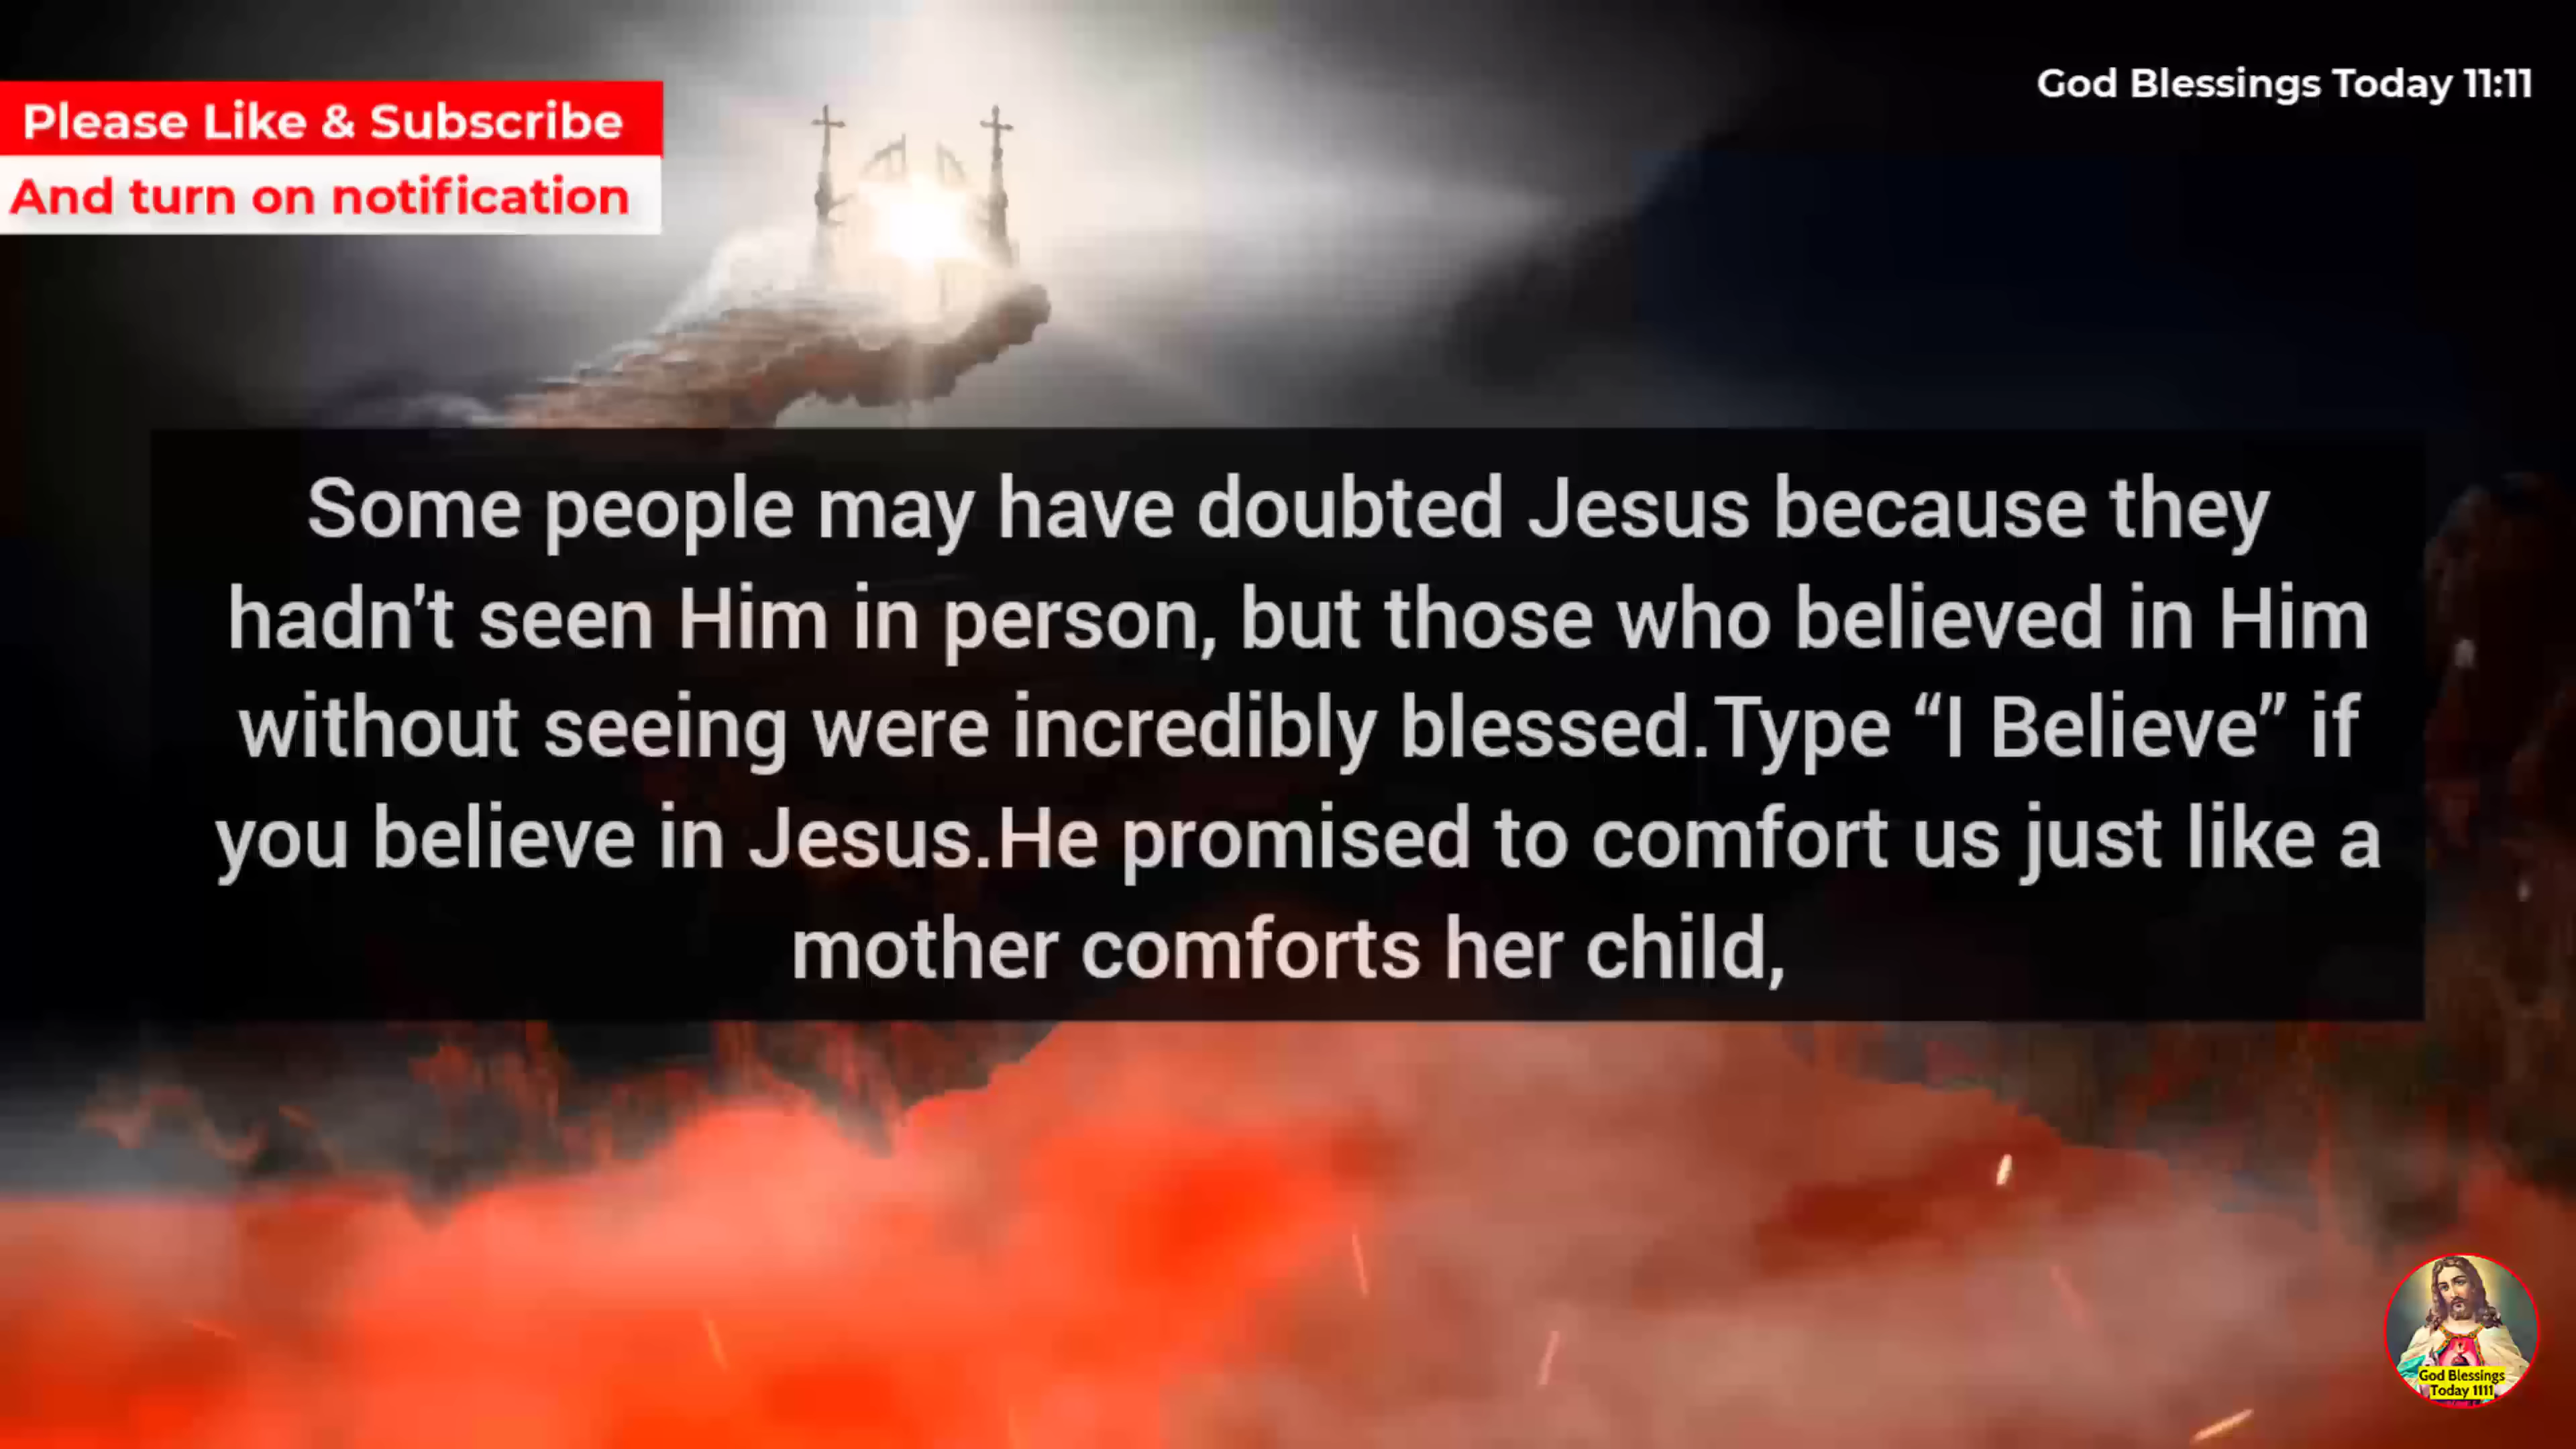 Please Like & Subscribe
And turn on notification
God Blessings Today 11:11
Some people may have doubted Jesus because they
hadn't seen Him in person, but those who believed in Him
without seeing were incredibly blessed.Type “I Believe” if
you believe in Jesus.He promised to comfort us just like a
mother comforts her child,
God Blessings
Today 1111